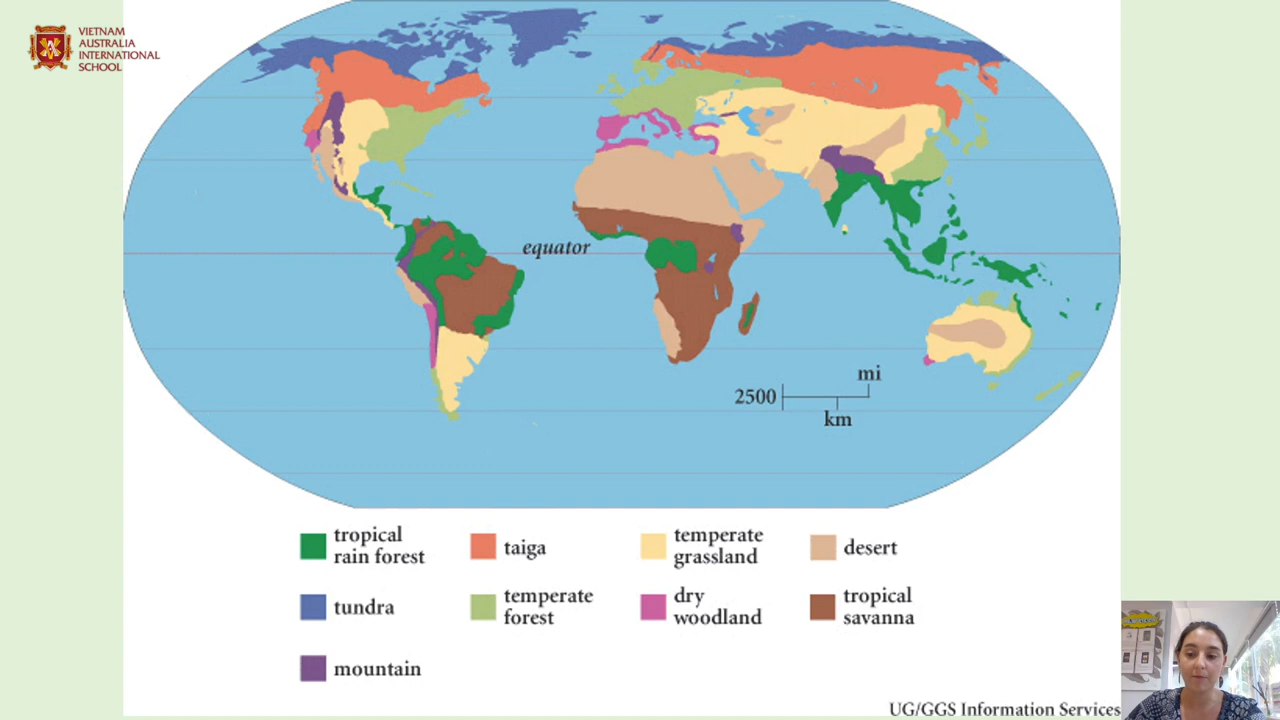 VIETNAM
AUSTRALIA
INTERNATIONAL
SCHOOL
equator
mi
2500
km
tropical
rain forest
taiga
temperate
grassland
desert
tundra
temperate
forest
dry
woodland
tropical
savanna
mountain
UG/GGS Information Services